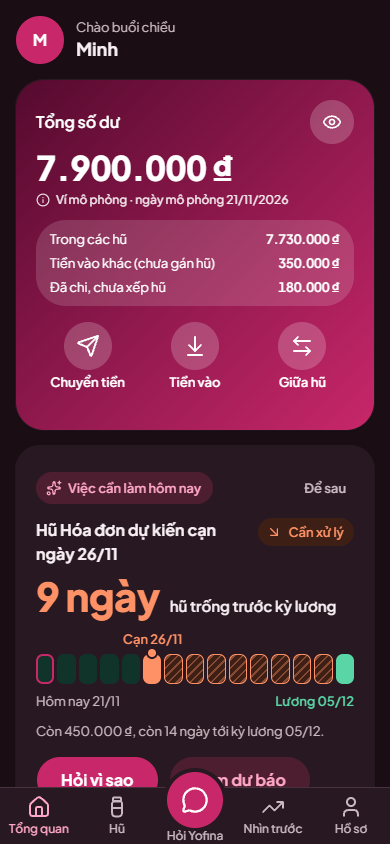 M
Chào buổi chiều
Minh
Tổng số dư
7.900.000 ₫
Ví mô phỏng · ngày mô phỏng 21/11/2026
Trong các hũ 7.730.000 ₫
Tiền vào khác (chưa gán hũ) 350.000 ₫
Đã chi, chưa xếp hũ 180.000 ₫
Chuyển tiền Tiền vào Giữa hũ
Việc cần làm hôm nay Để sau
Hũ Hóa đơn dự kiến cạn
ngày 26/11
Cần xử lý
9 ngày hũ trống trước kỳ lương
Cạn 26/11
Hôm nay 21/11 Lương 05/12
Còn 450.000 ₫, còn 14 ngày tới kỳ lương 05/12.
Hỏi vì sao dự báo
Tổng quan Hũ Hỏi Yofina Nhìn trước Hồ sơ